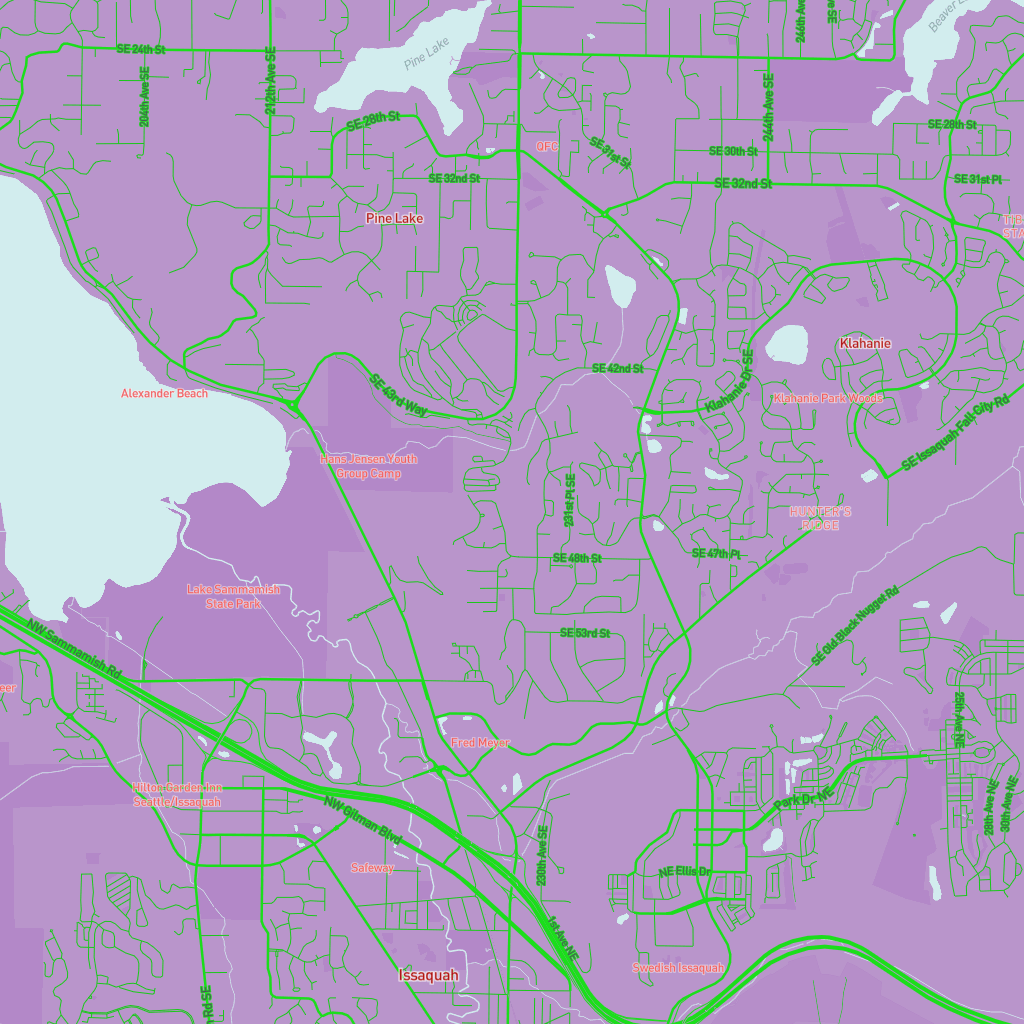 246th Ave SE
Pine Lake
SE 24th St
204th Ave SE
212th Ave SE
244th Ave SE
SE 28th St
SE 28th St
QFC
SE 31st St
SE 30th St
SE 32nd St
SE 32nd St
SE 31st Pl
Pine Lake
Klahanie
SE 42nd St
Klahanie Dr SE
SE 43rd Way
Alexander Beach
Klahanie Park Woods
SE Issaquah Fall City Rd
Hans Jensen Youth
Group Camp
231st Pl SE
HUNTER'S
RIDGE
SE 47th Pl
SE 48th St
Lake Sammamish
State Park
SE Old Black Nugget Rd
NW Sammamish Rd
SE 53rd St
25th Ave NE
Fred Meyer
Hilton Garden Inn
Seattle/Issaquah
NW Gilman Blvd
Park Dr NE
28th Ave NE
30th Ave NE
Safeway
230th Ave SE
NE Ellis Dr
1st Ave NE
Swedish Issaquah
Issaquah